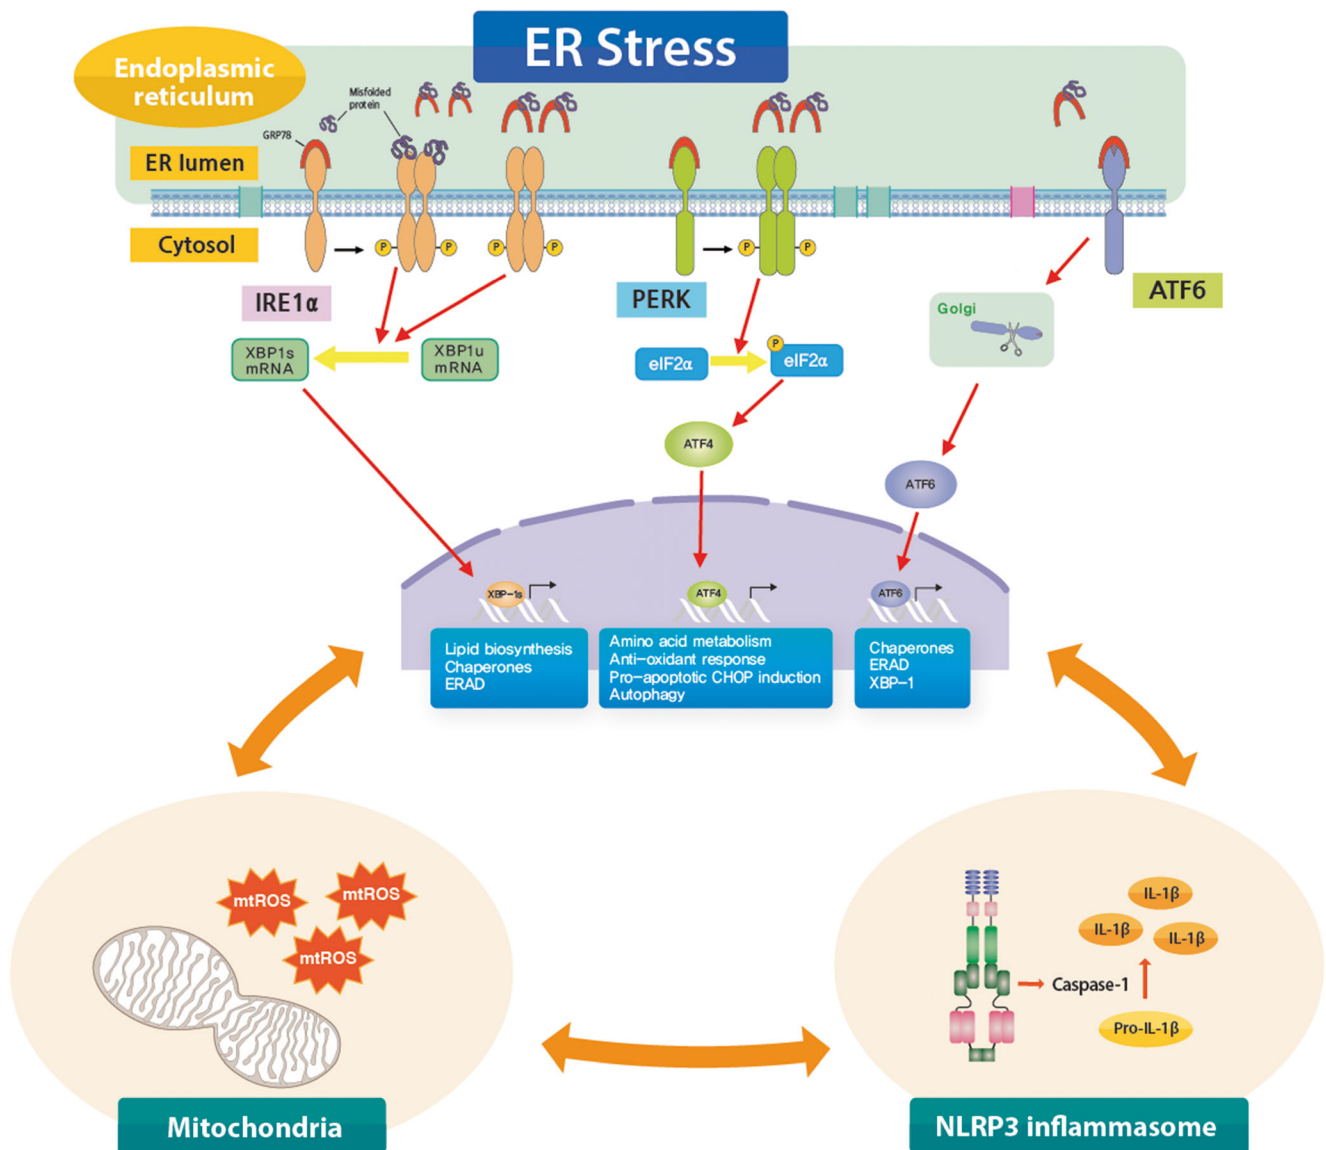 ER Stress
Endoplasmic
reticulum
Misfolded
protein
GRP78
ER lumen
Cytosol
P
P
P
P
P
P
IRE1α
PERK
ATF6
Golgi
XBP1s
mRNA
XBP1u
mRNA
eIF2α
P
eIF2α
ATF4
ATF6
XBP-1s
ATF4
ATF6
Lipid biosynthesis
Chaperones
ERAD
Amino acid metabolism
Anti-oxidant response
Pro-apoptotic CHOP induction
Autophagy
Chaperones
ERAD
XBP-1
mtROS
mtROS
mtROS
Mitochondria
IL-1β
IL-1β
IL-1β
Caspase-1
Pro-IL-1β
NLRP3 inflammasome